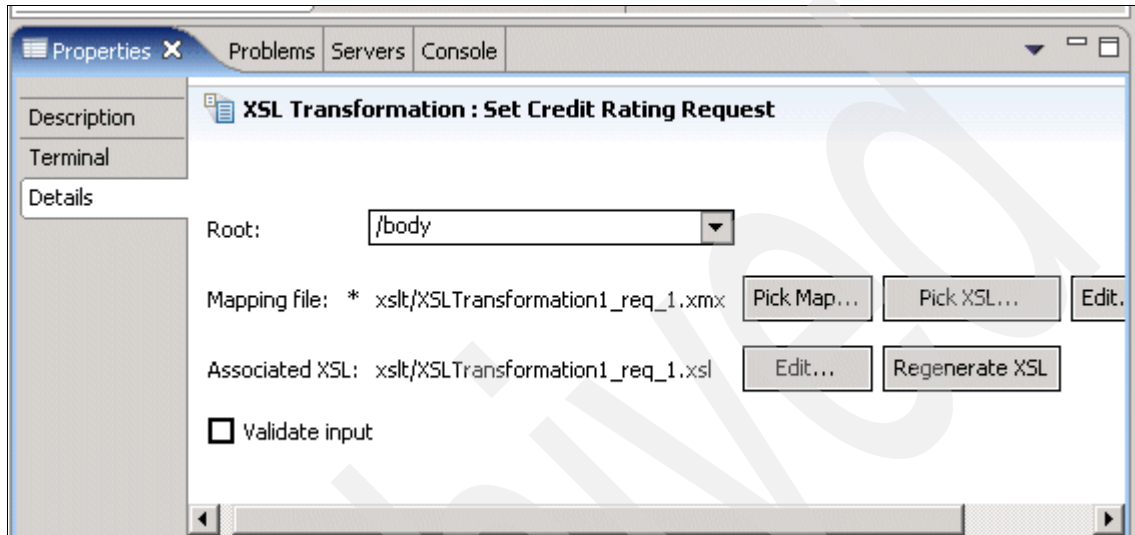 Properties Problems Servers Console
XSL Transformation : Set Credit Rating Request
Description
Terminal
Details
Root: /body
Mapping file: * xslt/XSLTransformation1_req_1.xmx Pick Map... Pick XSL... Edit.
Associated XSL: xslt/XSLTransformation1_req_1.xsl Edit... Regenerate XSL
Validate input